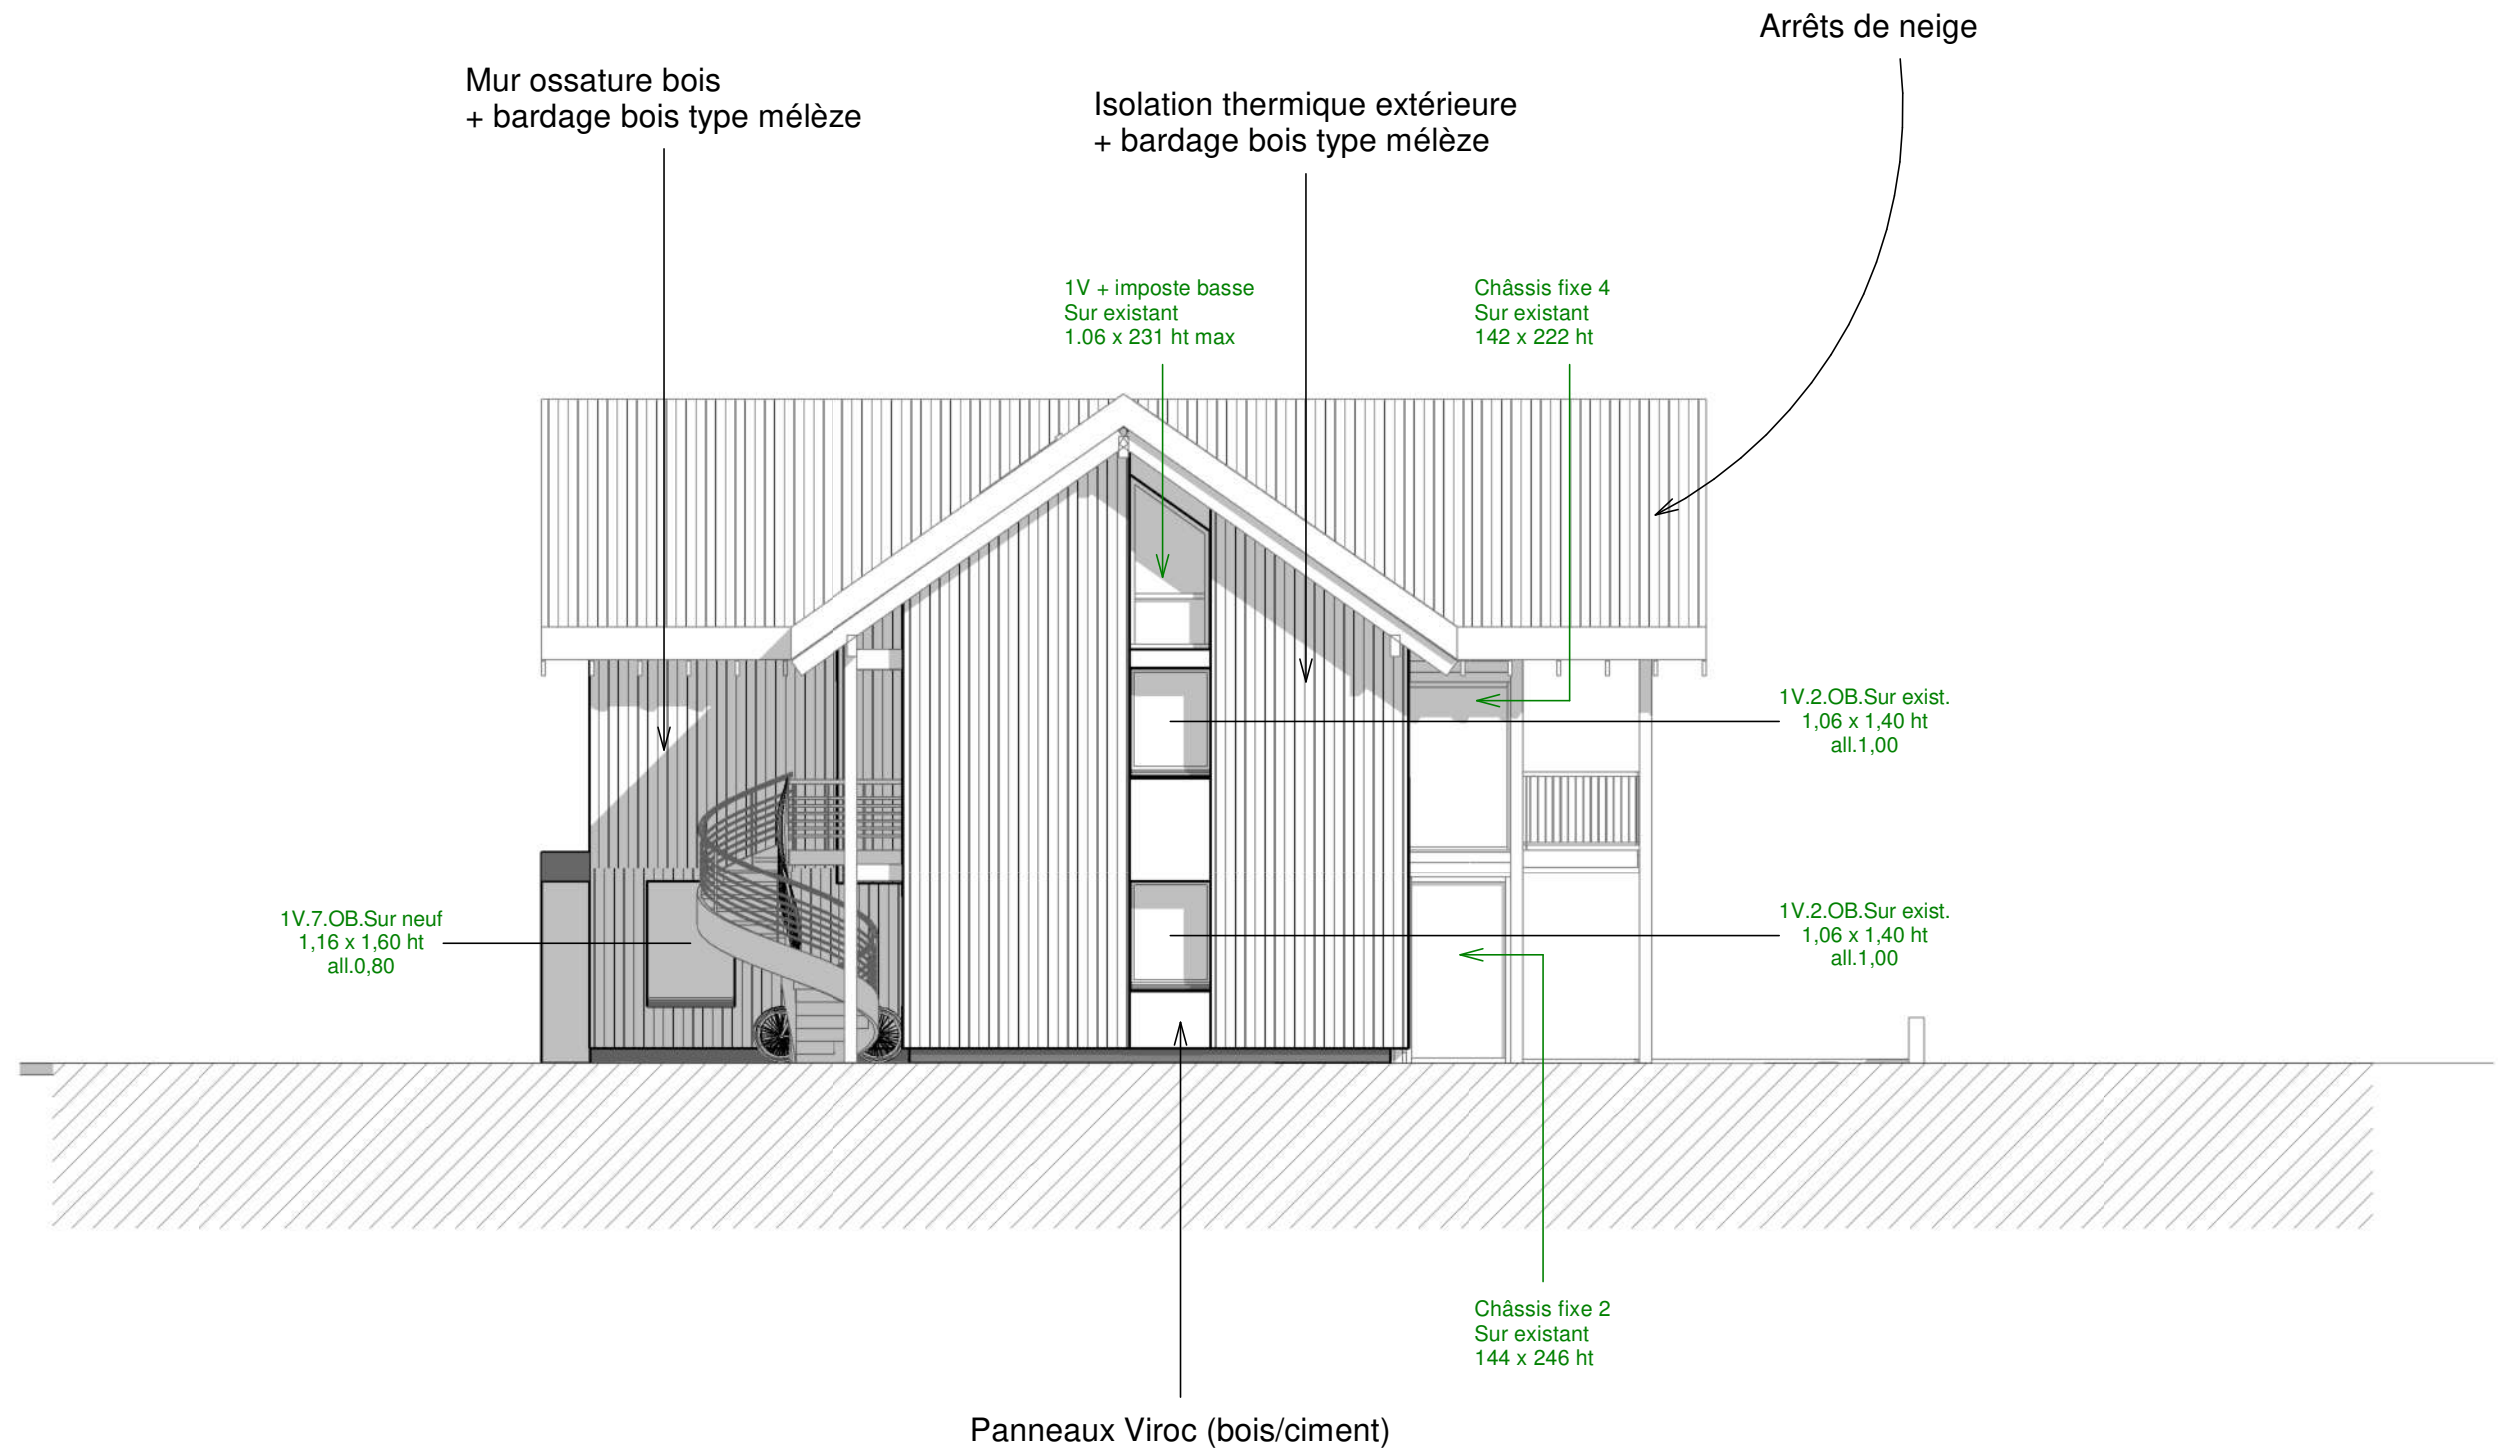 Arrêts de neige
Mur ossature bois
+ bardage bois type mélèze
Isolation thermique extérieure
+ bardage bois type mélèze
1V + imposte basse
Sur existant
1.06 x 231 ht max
Châssis fixe 4
Sur existant
142 x 222 ht
1V.2.OB.Sur exist.
1,06 x 1,40 ht
all.1,00
1V.7.OB.Sur neuf
1,16 x 1,60 ht
all.0,80
1V.2.OB.Sur exist.
1,06 x 1,40 ht
all.1,00
Châssis fixe 2
Sur existant
144 x 246 ht
Panneaux Viroc (bois/ciment)